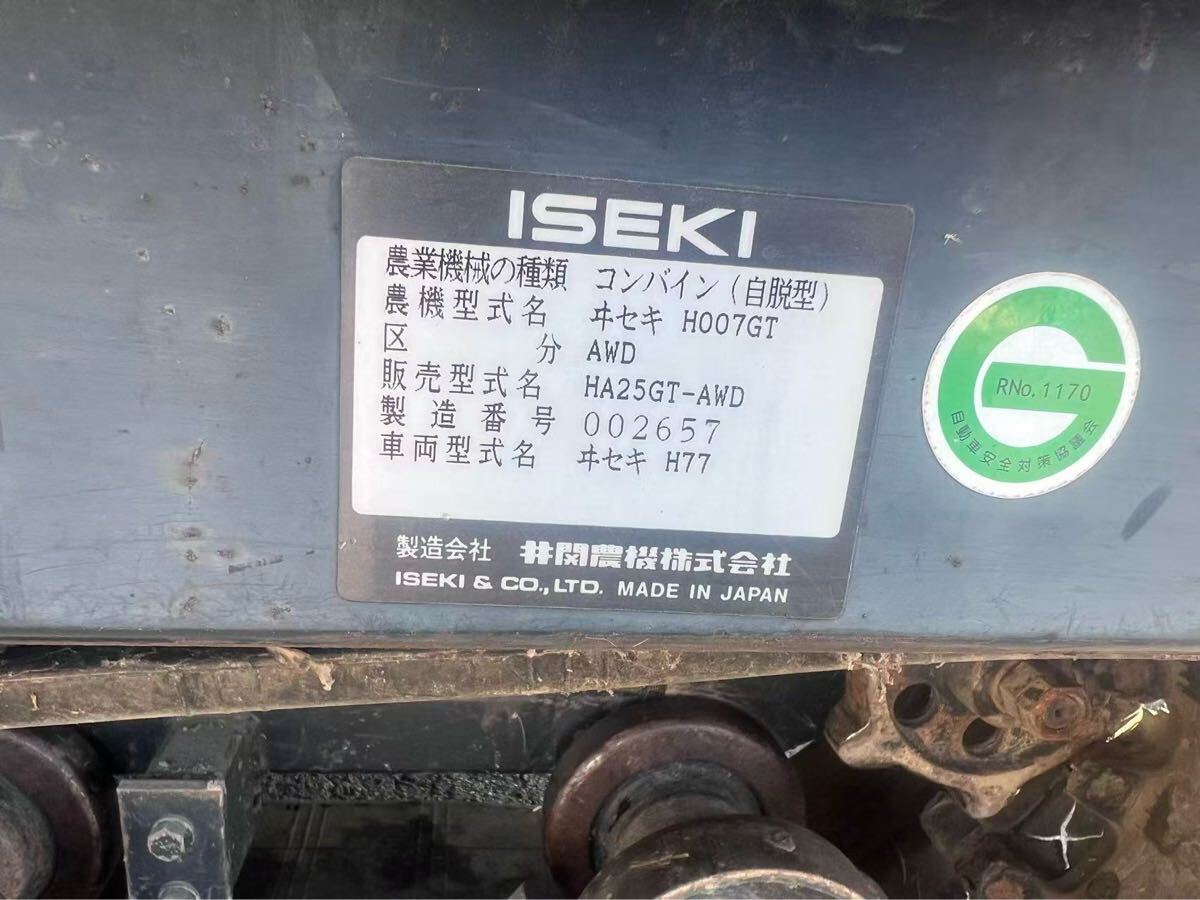 ISEKI
農業機械の種類 コンバイン(自脱型)
農機型式名 ヰセキ H007GT
区分 AWD
販売型式名 HA25GT-AWD
製造番号 002657
車両型式名 ヰセキ H77
製造会社 井関農機株式会社
ISEKI & CO., LTD. MADE IN JAPAN
RNo. 1170
自動車安全対策協議会